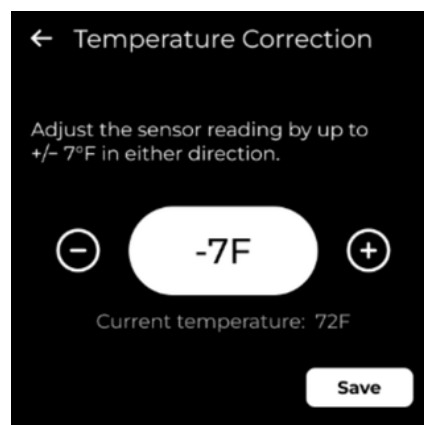 ← Temperature Correction
Adjust the sensor reading by up to
+/- 7°F in either direction.
-7F
Current temperature: 72F
Save